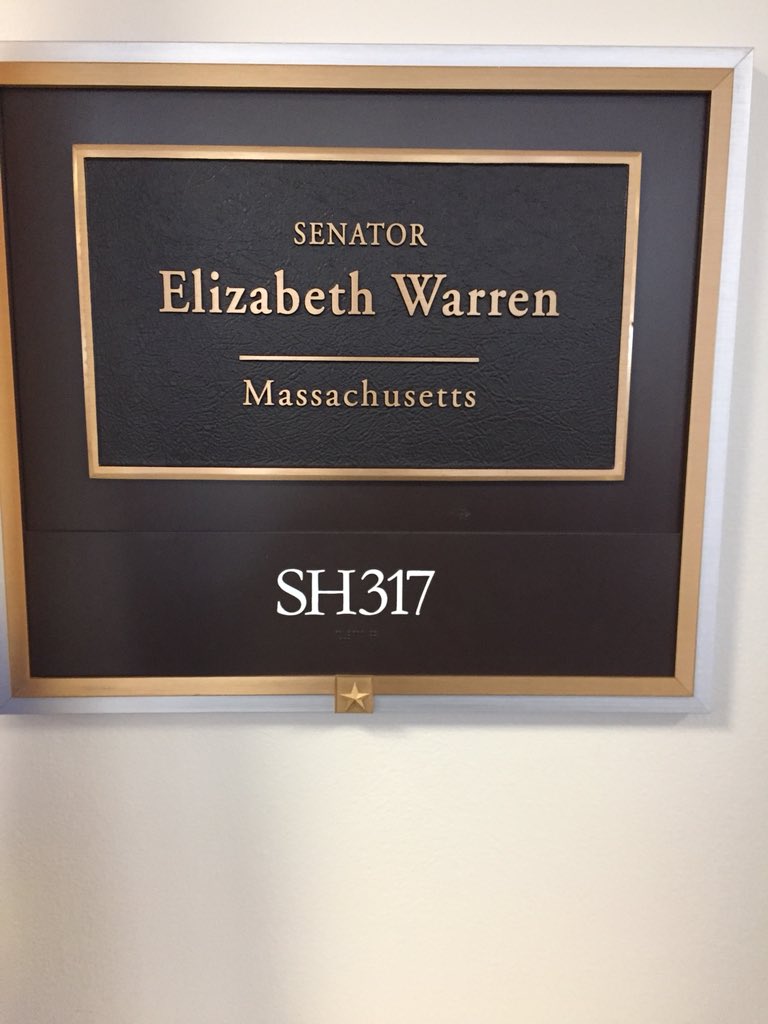 SENATOR
Elizabeth Warren
Massachusetts
SH317